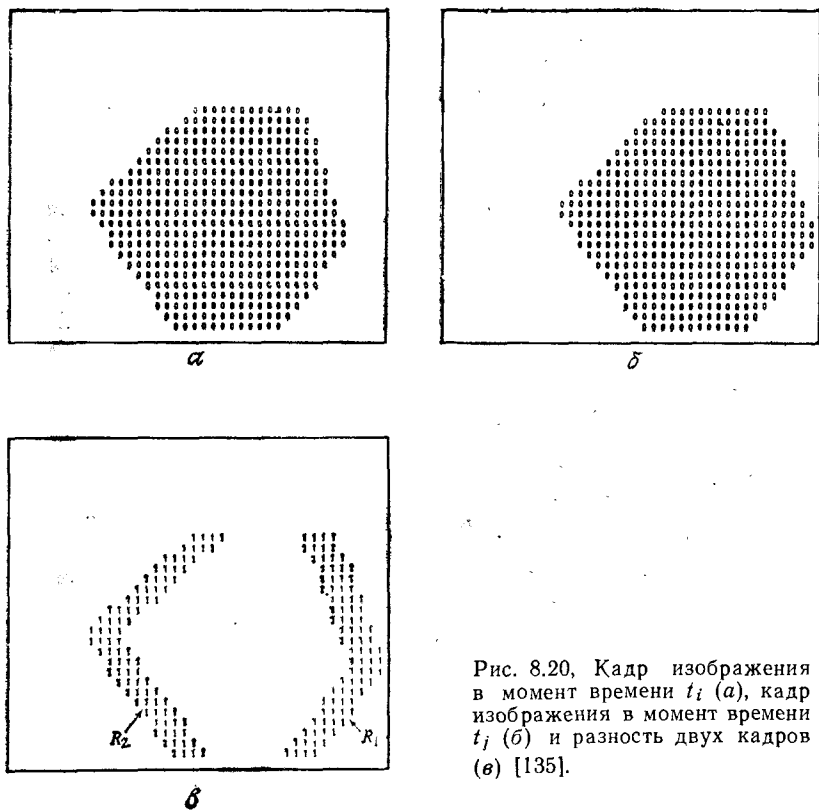 а
б
R₂
R₁
в
Рис. 8.20, Кадр изображения
в момент времени tᵢ (а), кадр
изображения в момент времени
tⱼ (б) и разность двух кадров
(в) [135].